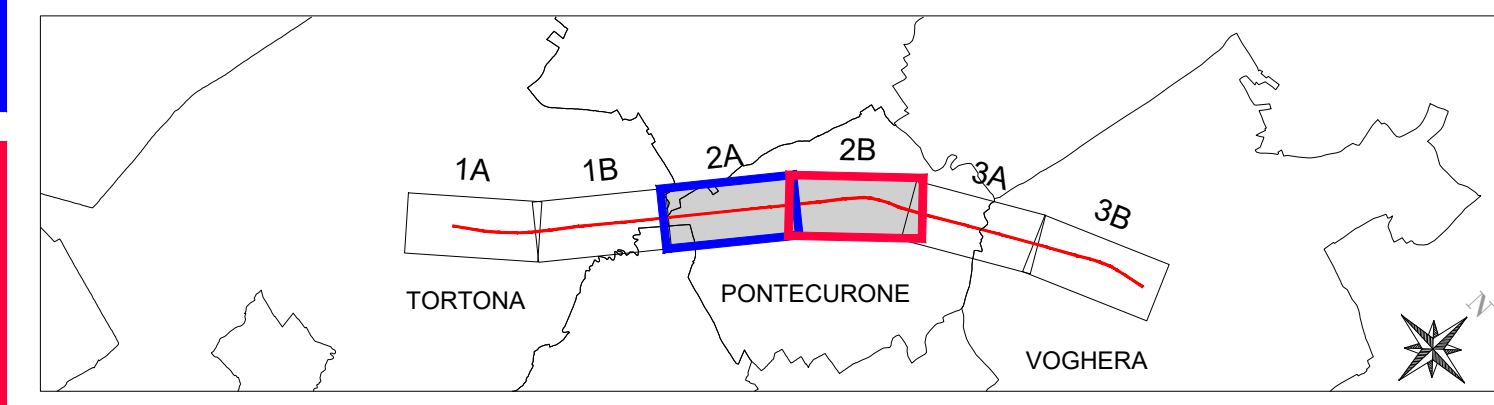 1A
1B
2A
2B
3A
3B
TORTONA
PONTECURONE
VOGHERA
N